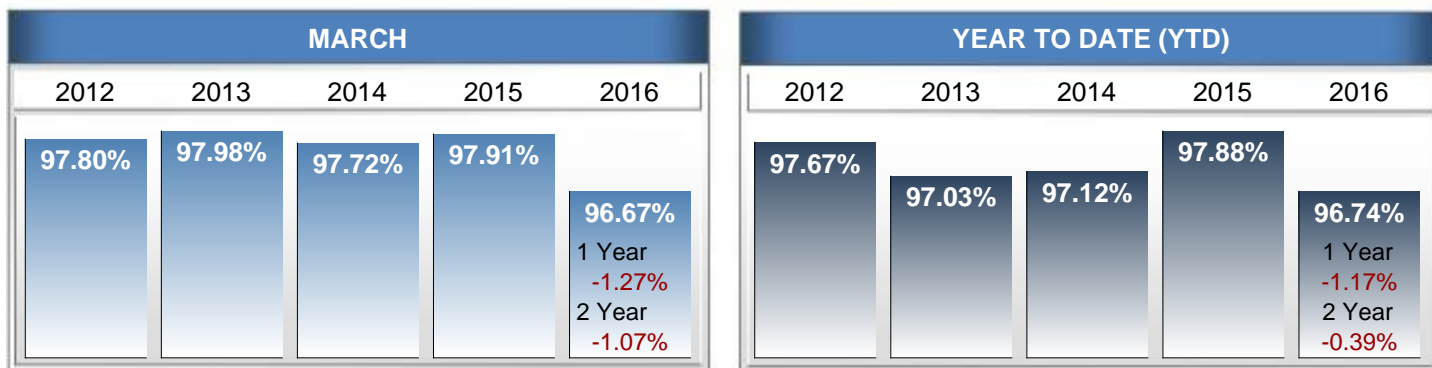 MARCH
2012 2013 2014 2015 2016
97.80% 97.98% 97.72% 97.91% 96.67%
1 Year
-1.27%
2 Year
-1.07%
YEAR TO DATE (YTD)
2012 2013 2014 2015 2016
97.67% 97.03% 97.12% 97.88% 96.74%
1 Year
-1.17%
2 Year
-0.39%